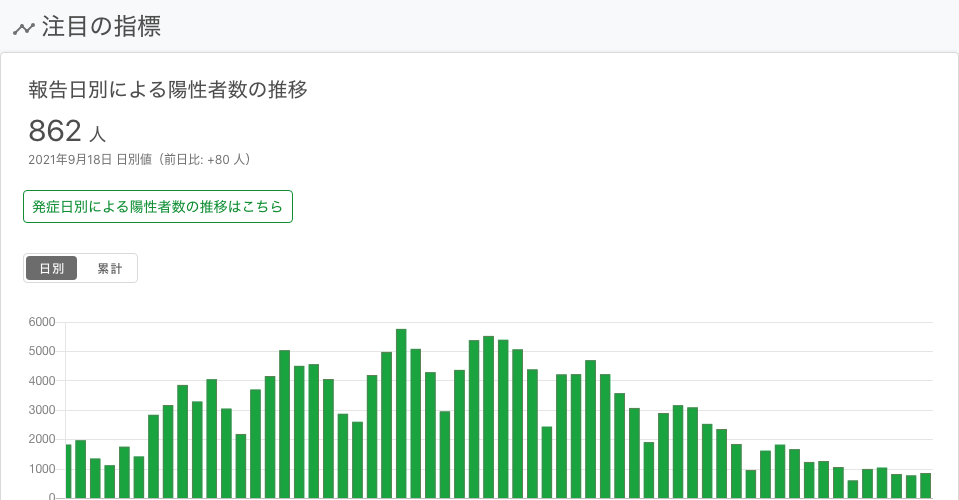 注目の指標
報告日別による陽性者数の推移
862 人
2021年9月18日 日別値（前日比: +80 人）
発症日別による陽性者数の推移はこちら
日別 累計
6000
5000
4000
3000
2000
1000
0